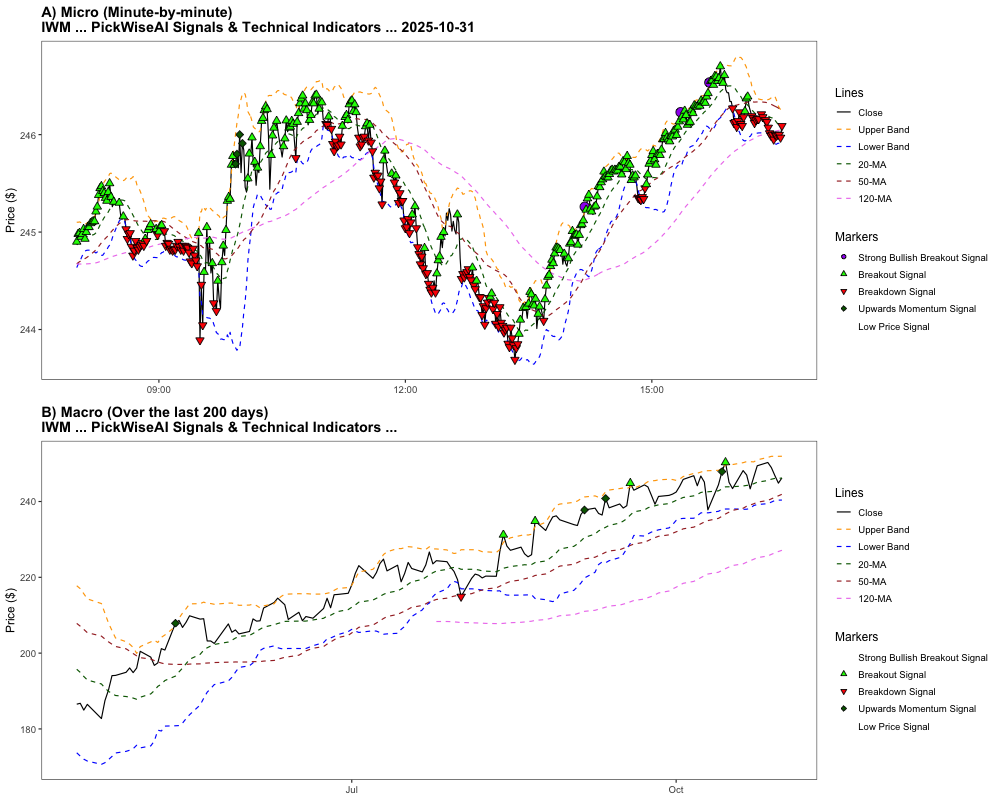 A) Micro (Minute-by-minute)
IWM ... PickWiseAI Signals & Technical Indicators ... 2025-10-31
Price ($)
246
245
244
09:00
12:00
15:00
Lines
Close
Upper Band
Lower Band
20-MA
50-MA
120-MA
Markers
Strong Bullish Breakout Signal
Breakout Signal
Breakdown Signal
Upwards Momentum Signal
Low Price Signal
B) Macro (Over the last 200 days)
IWM ... PickWiseAI Signals & Technical Indicators ...
Price ($)
240
220
200
180
Jul
Oct
Lines
Close
Upper Band
Lower Band
20-MA
50-MA
120-MA
Markers
Strong Bullish Breakout Signal
Breakout Signal
Breakdown Signal
Upwards Momentum Signal
Low Price Signal